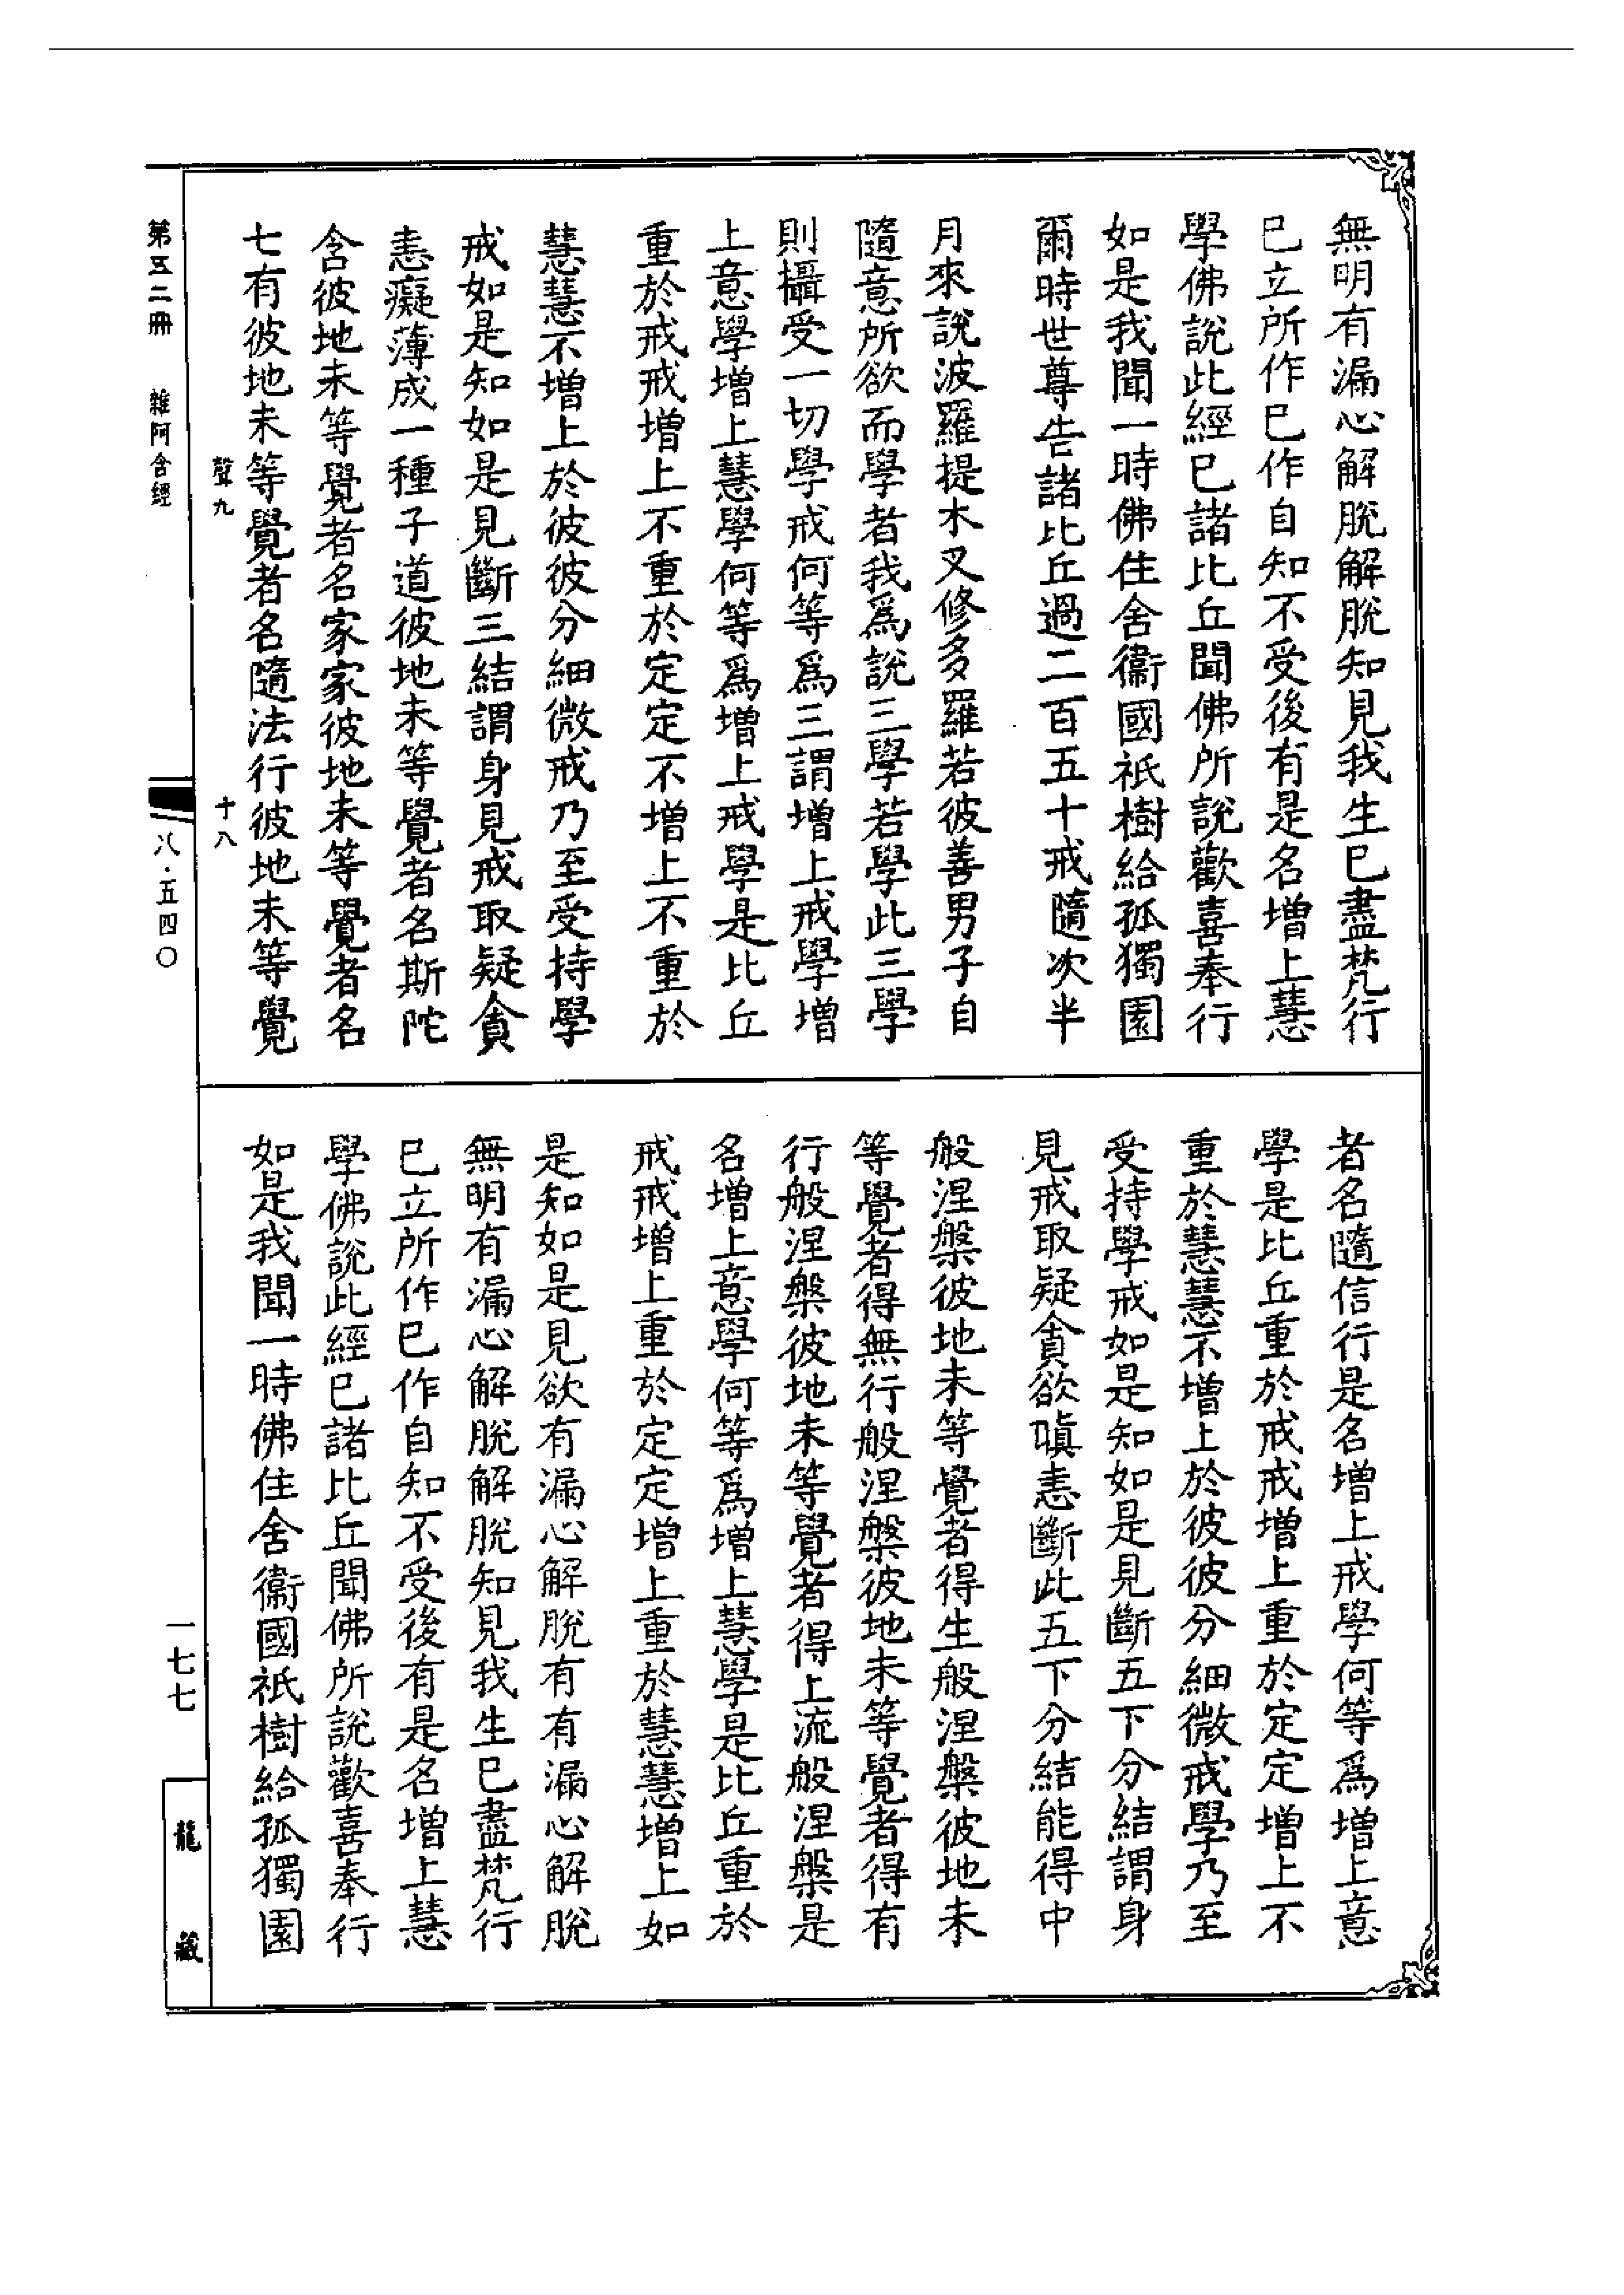 無明有漏心解脫解脫知見我生已盡梵行
已立所作已作自知不受後有是名增上慧
學佛說此經已諸比丘聞佛所說歡喜奉行
如是我聞一時佛住舍衞國祇樹給孤獨園
爾時世尊告諸比丘過二百五十戒隨次半
月來說波羅提木叉修多羅若彼善男子自
隨意所欲而學者我爲說三學若學此三學
則攝受一切學戒何等爲三謂增上戒學增
上意學增上慧學何等爲增上戒學是比丘
重於戒戒增上不重於定定不增上不重於
慧慧不增上於彼彼分細微戒乃至受持學
戒如是知如是見斷三結謂身見戒取疑貪
恚癡薄成一種子道彼地未等覺者名斯陀
含彼地未等覺者名家家彼地未等覺者名
七有彼地未等覺者名隨法行彼地未等覺
者名隨信行是名增上戒學何等爲增上意
學是比丘重於戒戒增上重於定定增上不
重於慧慧不增上於彼彼分細微戒學乃至
受持學戒如是知如是見斷五下分結謂身
見戒取疑貪欲瞋恚斷此五下分結能得中
般涅槃彼地未等覺者得生般涅槃彼地未
等覺者得無行般涅槃彼地未等覺者得有
行般涅槃彼地未等覺者得上流般涅槃是
名增上意學何等爲增上慧學是比丘重於
戒戒增上重於定定增上重於慧慧增上如
是知如是見欲有漏心解脫有有漏心解脫
無明有漏心解脫解脫知見我生已盡梵行
已立所作已作自知不受後有是名增上慧
學佛說此經已諸比丘聞佛所說歡喜奉行
如是我聞一時佛住舍衞國祇樹給孤獨園
聲九
十八
第五二冊
雜阿含經
八·五四〇
一七七
龍藏